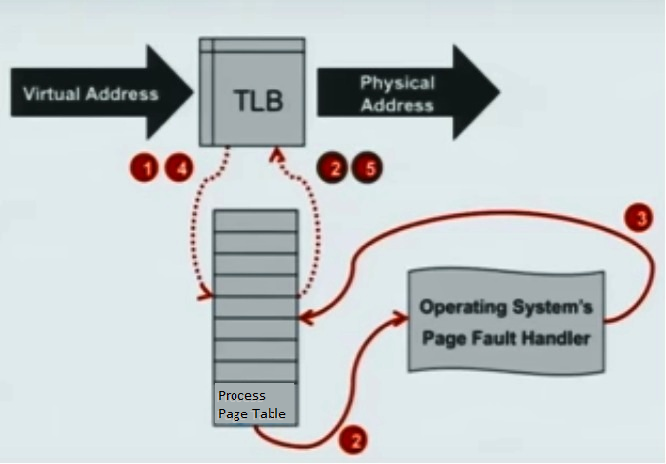 Virtual Address
TLB
Physical
Address
1 4
2 5
3
Operating System's
Page Fault Handler
Process
Page Table
2